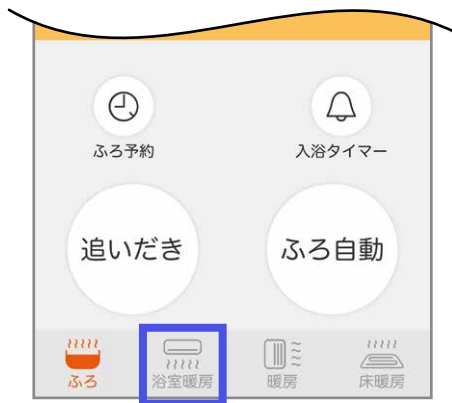 ふろ予約
入浴タイマー
追いだき
ふろ自動
ふろ
浴室暖房
暖房
床暖房